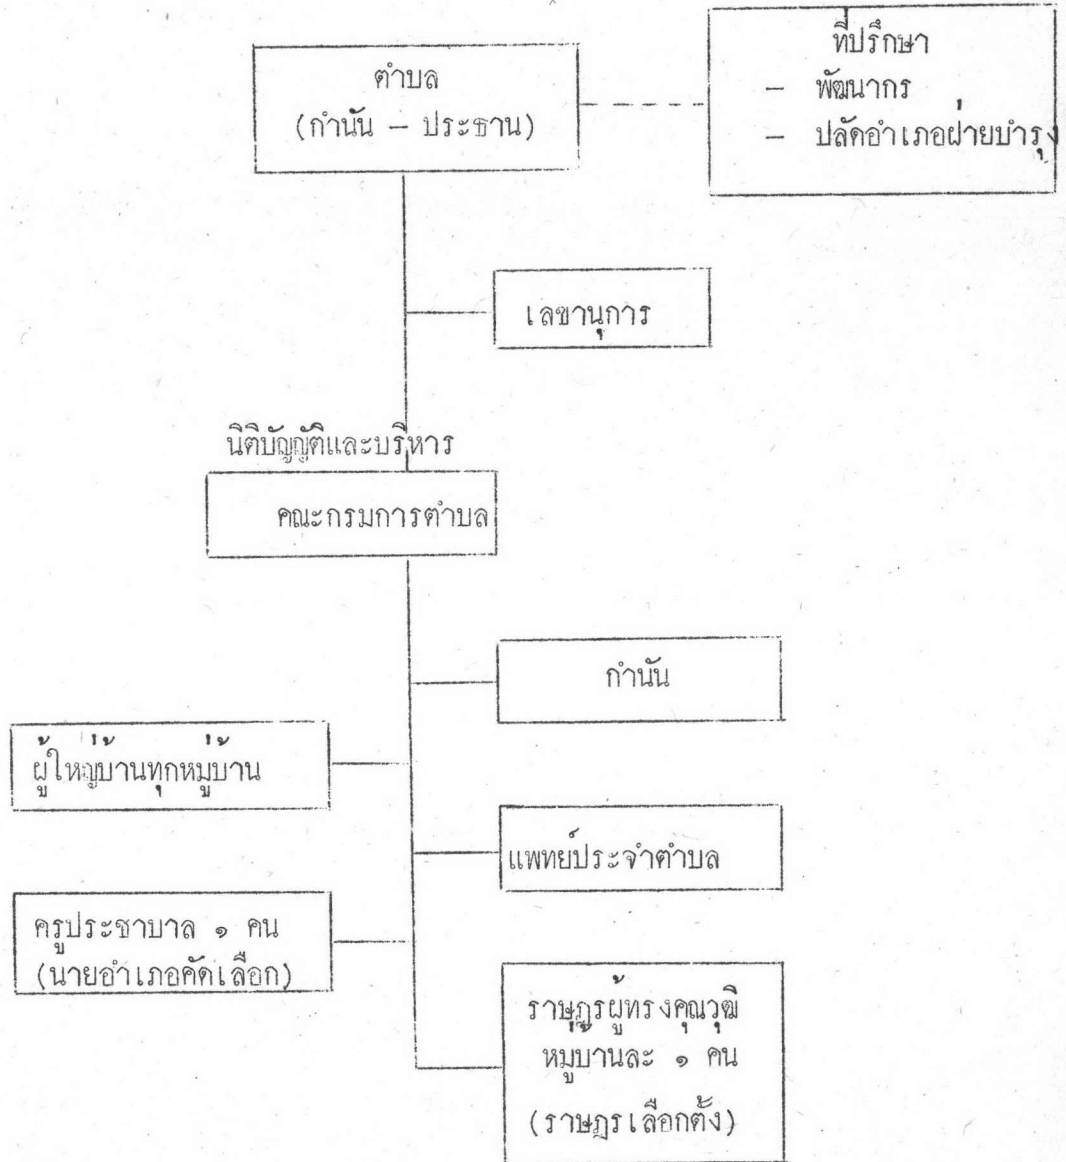 ตำบล
(กำนัน – ประธาน)
ที่ปรึกษา
– พัฒนากร
– ปลัดอำเภอฝ่ายบำรุง
เลขานุการ
นิติบัญญัติและบริหาร
คณะกรมการตำบล
กำนัน
ผู้ใหญ่บ้านทุกหมู่บ้าน
แพทย์ประจำตำบล
ครูประชาบาล ๑ คน
(นายอำเภอคัดเลือก)
ราษฎรผู้ทรงคุณวุฒิ
หมู่บานละ ๑ คน
(ราษฎรเลือกตั้ง)